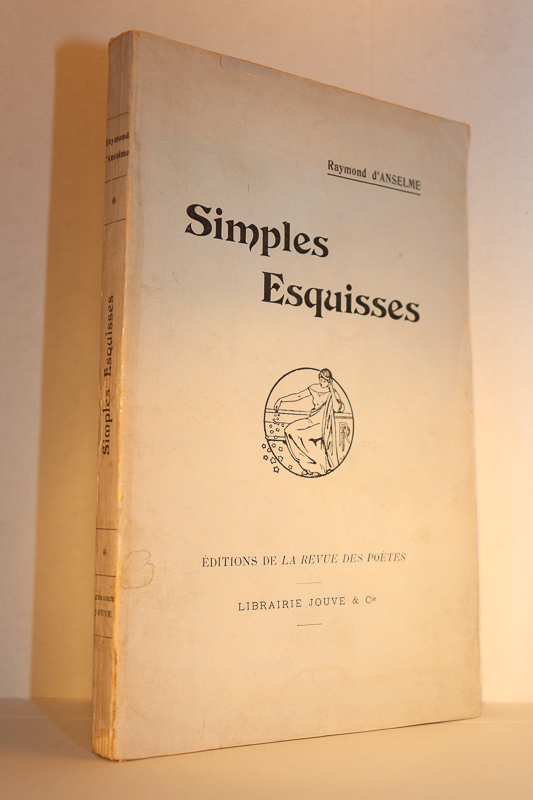 Raymond d'ANSELME
Simples
Esquisses
R
ÉDITIONS DE LA REVUE DES POÈTES
LIBRAIRIE JOUVE & Cie
3
Raymond
d'Anselme
Simples Esquisses
LIBRAIRIE
JOUVE